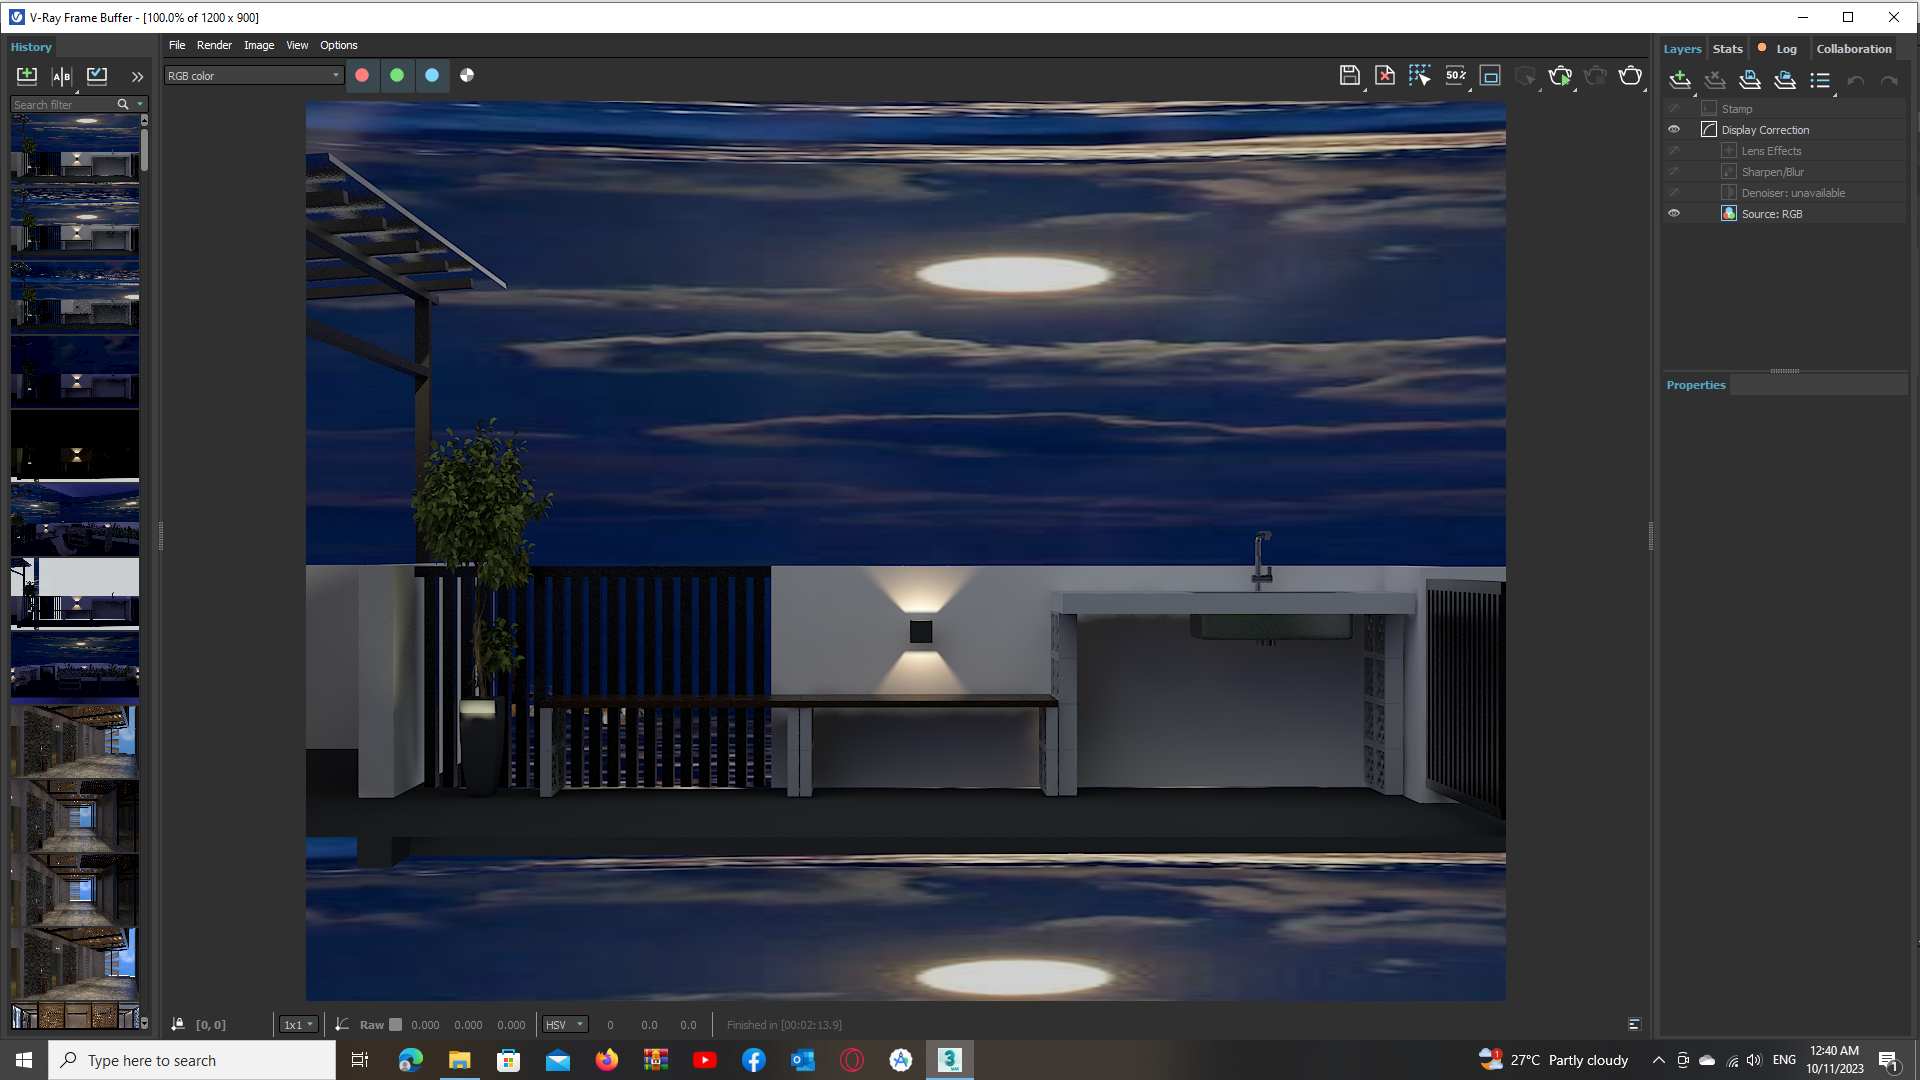 V-Ray Frame Buffer - [100.0% of 1200 x 900]
History
File Render Image View Options
Layers Stats Log Collaboration
A B
RGB color
50%
Search filter
Stamp
Display Correction
Lens Effects
Sharpen/Blur
Denoiser: unavailable
Source: RGB
Properties
[0, 0]
1x1
Raw 0.000 0.000 0.000
HSV
0 0.0 0.0
Finished in [00:02:13.9]
Type here to search
3
1
27°C Partly cloudy
ENG
12:40 AM
10/11/2023
1